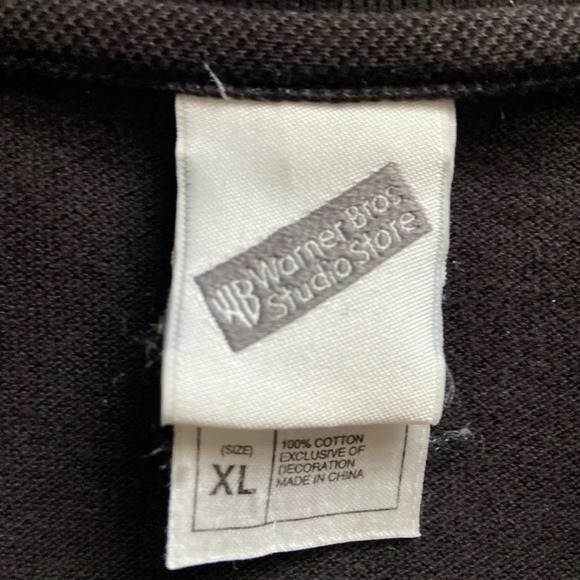 WB Warner Bros
Studio Store
(SIZE)
XL
100% COTTON
EXCLUSIVE OF
DECORATION
MADE IN CHINA